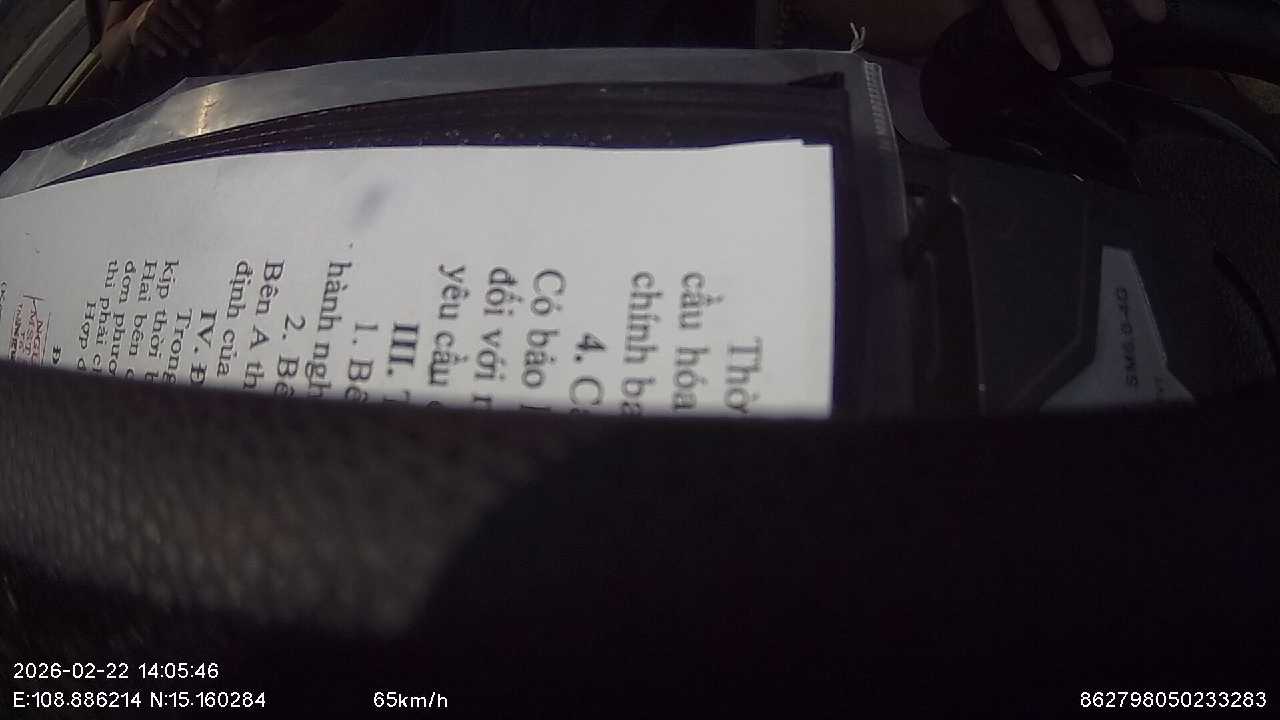 Thờ
cầu hóa
chính ba
4. C
Có bảo
đối với
yêu cầu
III.
1. Bê
hành ngh
2. Bê
Bên A th
định của
IV. Đ
Trong
kịp thời
Hai bên
đơn phươ
thì phải c
Hợp
2026-02-22 14:05:46
E:108.886214 N:15.160284 65km/h 862798050233283